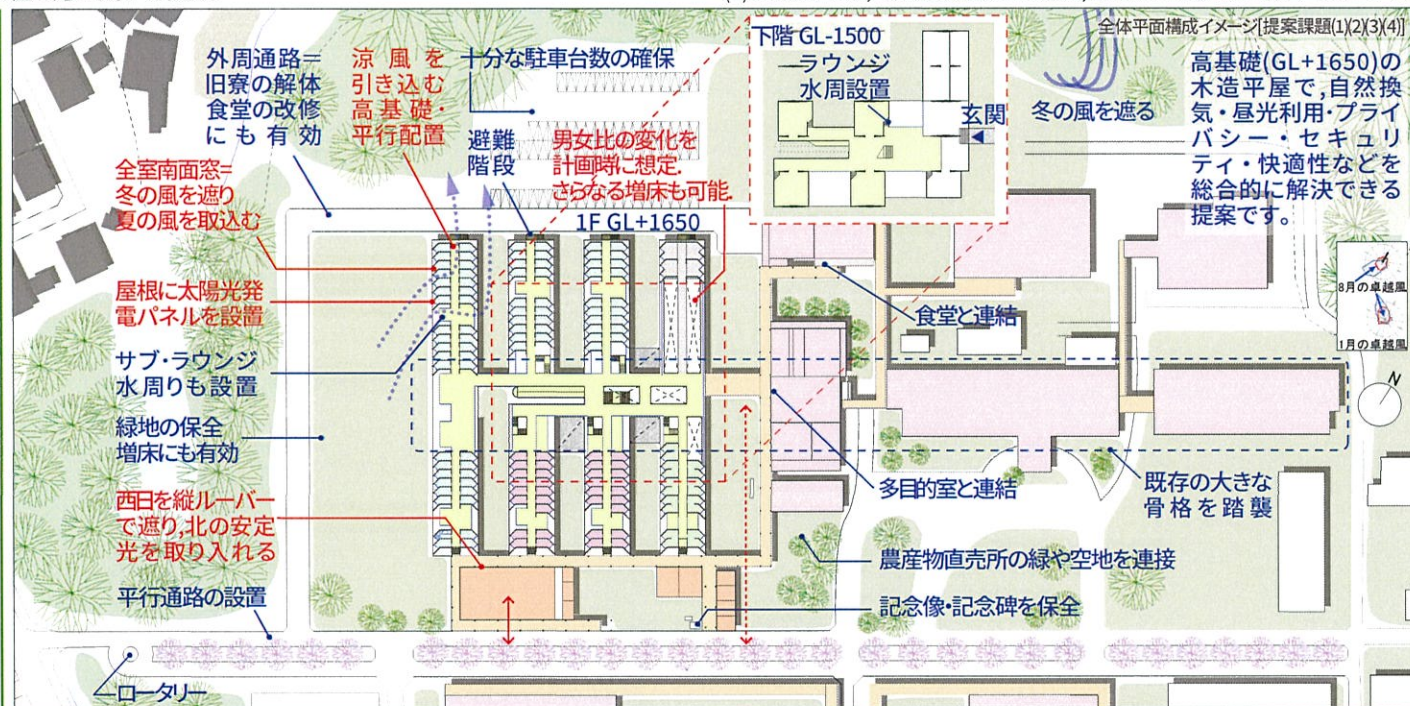 全体平面構成イメージ[提案課題(1)(2)(3)(4)]
外周通路=
旧寮の解体
食堂の改修
にも有効
涼風を
引き込む
高基礎・
平行配置
十分な駐車台数の確保
避難
階段
男女比の変化を
計画時に想定.
さらなる増床も可能.
1F GL+1650
下階 GL-1500
ラウンジ
水周設置
玄関
冬の風を遮る
高基礎(GL+1650)の
木造平屋で,自然換
気・昼光利用・プライ
バシー・セキュリ
ティ・快適性などを
総合的に解決できる
提案です。
8月の卓越風
1月の卓越風
N
全室南面窓=
冬の風を遮り
夏の風を取込む
屋根に太陽光発
電パネルを設置
サブ・ラウンジ
水周りも設置
緑地の保全
増床にも有効
西日を縦ルーバー
で遮り,北の安定
光を取り入れる
平行通路の設置
ロータリー
食堂と連結
多目的室と連結
既存の大きな
骨格を踏襲
農産物直売所の緑や空地を連接
記念像・記念碑を保全